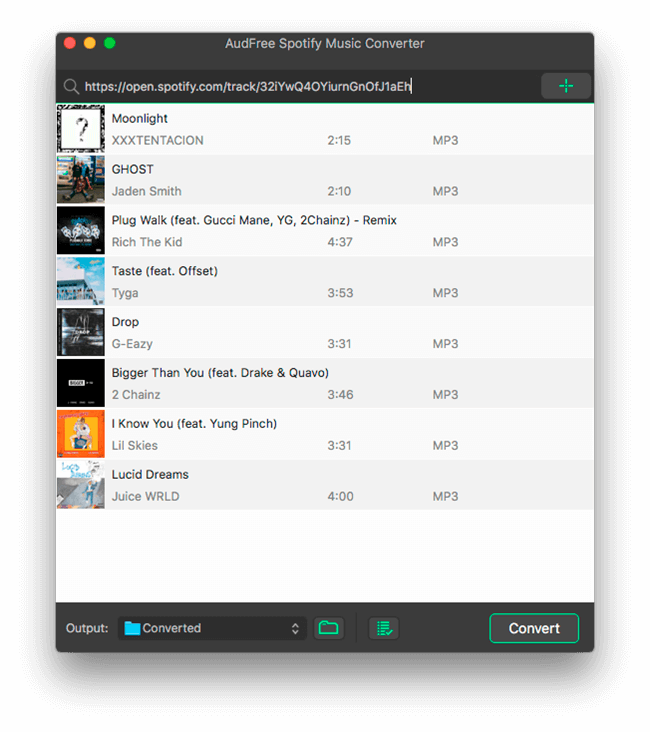 AudFree Spotify Music Converter
https://open.spotify.com/track/32iYwQ4OYiurnGnOfJ1aEh
Moonlight
XXXTENTACION 2:15 MP3
GHOST
Jaden Smith 2:10 MP3
Plug Walk (feat. Gucci Mane, YG, 2Chainz) - Remix
Rich The Kid 4:37 MP3
Taste (feat. Offset)
Tyga 3:53 MP3
Drop
G-Eazy 3:31 MP3
Bigger Than You (feat. Drake & Quavo)
2 Chainz 3:46 MP3
I Know You (feat. Yung Pinch)
Lil Skies 3:31 MP3
Lucid Dreams
Juice WRLD 4:00 MP3
Output: Converted Convert